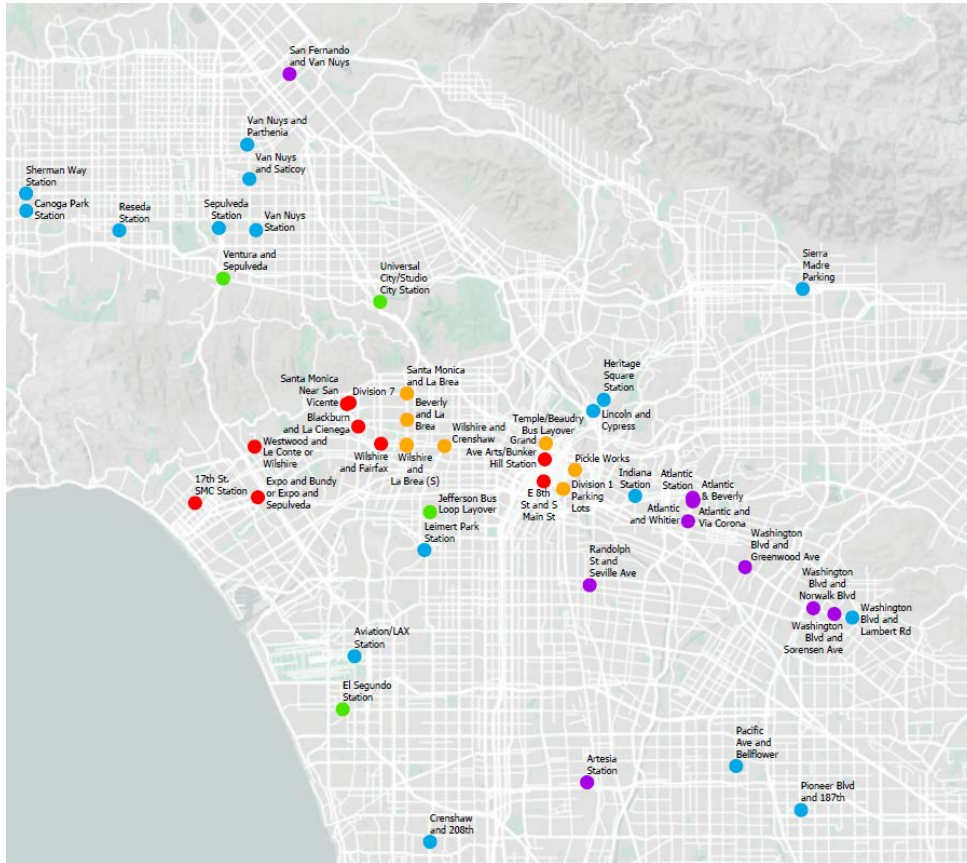 San Fernando
and Van Nuys
Van Nuys and
Parthenia
Van Nuys
and Saticoy
Sherman Way
Station
Canoga Park
Station
Reseda
Station
Sepulveda
Station
Van Nuys
Station
Ventura and
Sepulveda
Universal
City/Studio
City Station
Sierra
Madre
Parking
Santa Monica
and La Brea
Heritage
Square
Station
Santa Monica
Near San
Vicente
Division 7
Beverly
and La
Brea
Blackburn
and La Cienega
Lincoln and
Cypress
Temple/Beaudry
Bus Layover
Wilshire and
Crenshaw
Grand
Ave Arts/Bunker
Hill Station
Westwood and
Le Conte or
Wilshire
Wilshire
and Fairfax
Wilshire
and
La Brea (S)
Pickle Works
Indiana
Station
Atlantic
Station
Atlantic
& Beverly
17th St.
SMC Station
Expo and Bundy
or Expo and
Sepulveda
Jefferson Bus
Loop Layover
E 8th
St and S
Main St
Division 1
Parking
Lots
Atlantic
and Whitier
Atlantic and
Via Corona
Leimert Park
Station
Randolph
St and
Seville Ave
Washington
Blvd and
Greenwood Ave
Washington
Blvd and
Norwalk Blvd
Washington
Blvd and
Sorensen Ave
Washington
Blvd and
Lambert Rd
Aviation/LAX
Station
El Segundo
Station
Pacific
Ave and
Bellflower
Artesia
Station
Pioneer Blvd
and 187th
Crenshaw
and 208th